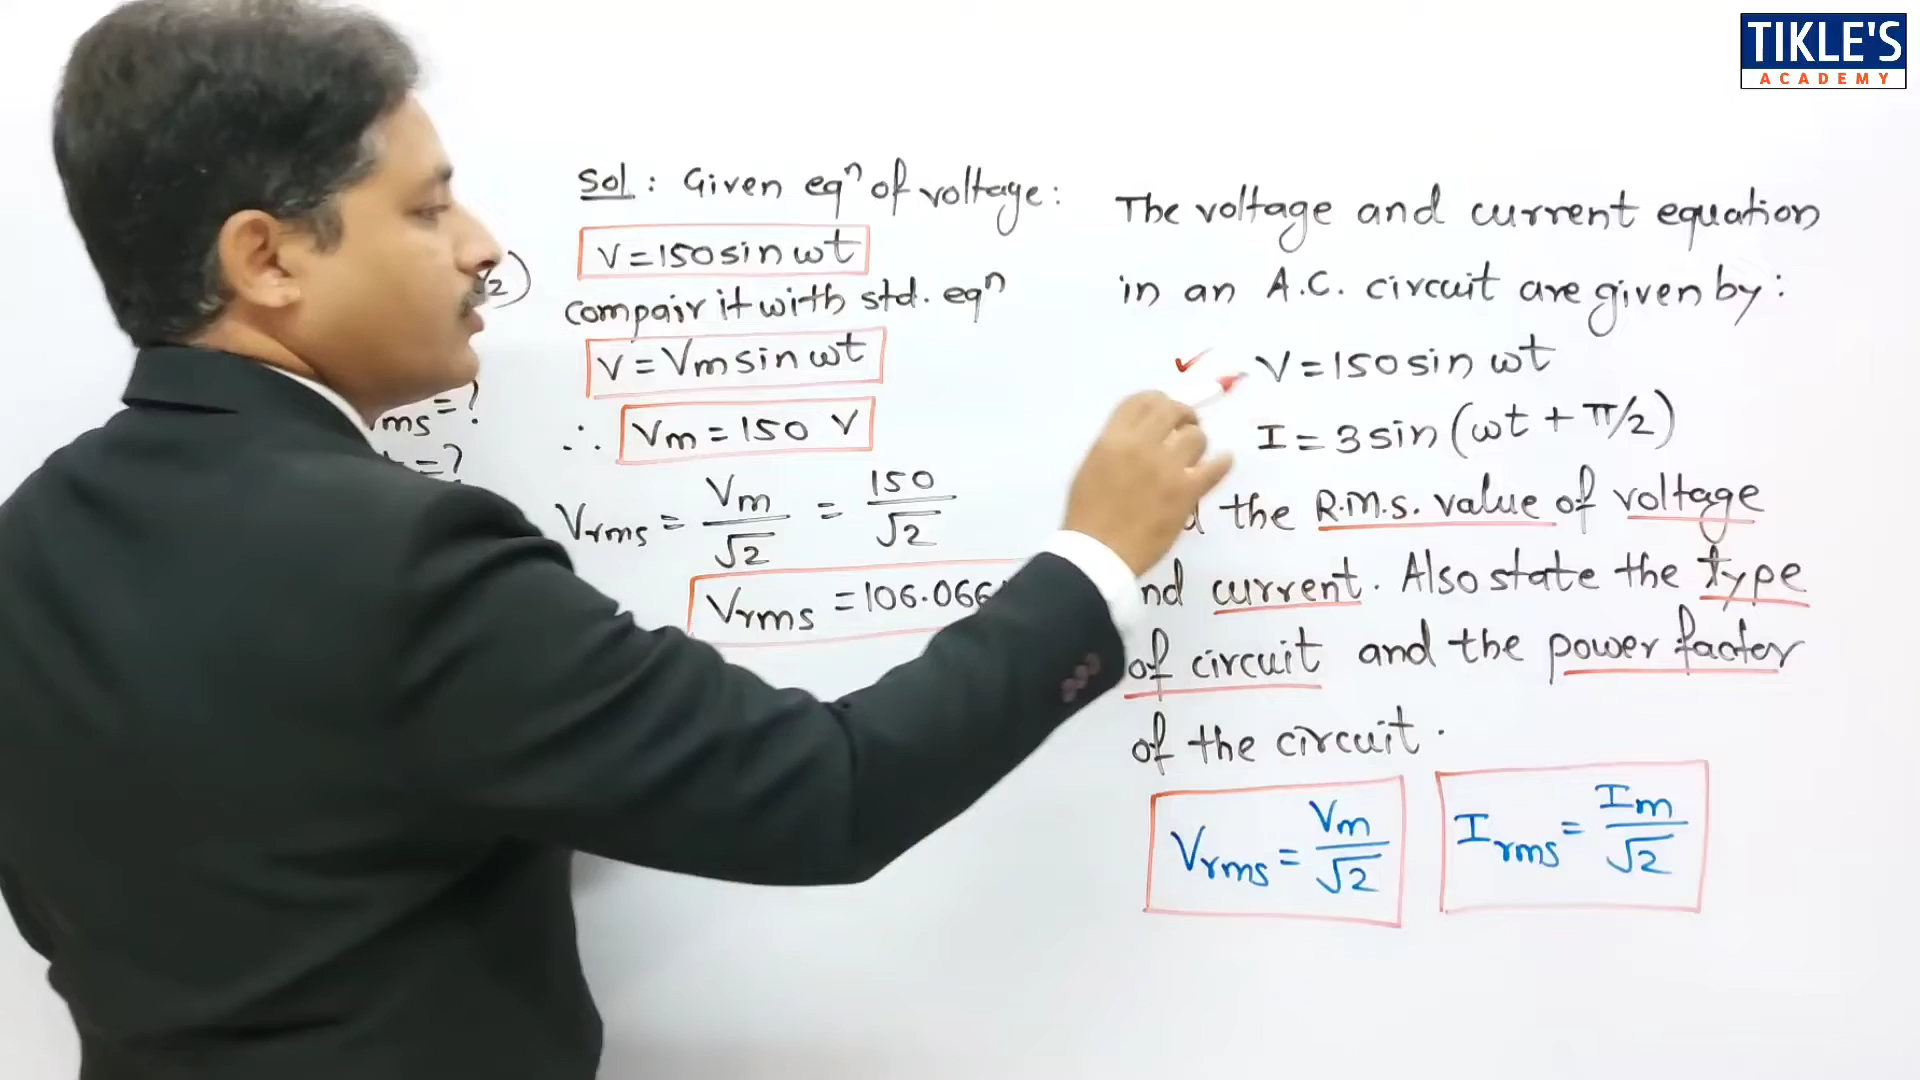 TIKLE'S
ACADEMY
Sol : Given eqⁿ of voltage :
V = 150 sin ωt
compair it with std. eqⁿ
V = Vm sin ωt
∴ Vm = 150 V
Vrms = Vm/√2 = 150/√2
Vrms = 106.066
2)
ms = ?
= ?
The voltage and current equation
in an A.C. circuit are given by :
✓ V = 150 sin ωt
I = 3 sin (ωt + π/2)
the R.M.S. value of voltage
nd current. Also state the type
of circuit and the power factor
of the circuit.
Vrms = Vm/√2
Irms = Im/√2